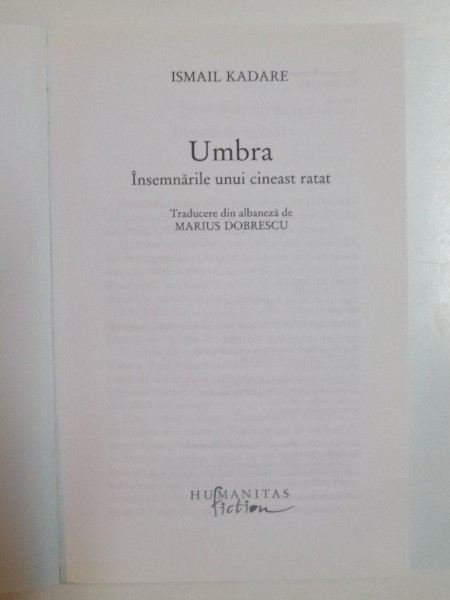 ISMAIL KADARE
Umbra
Însemnările unui cineast ratat
Traducere din albaneză de
MARIUS DOBRESCU
HUMANITAS
fiction